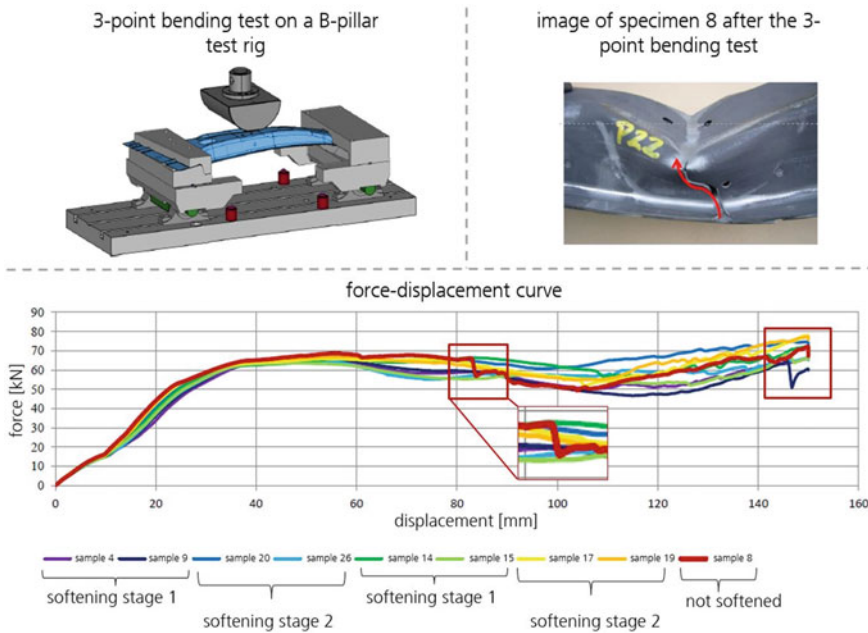 3-point bending test on a B-pillar
test rig
image of specimen 8 after the 3-
point bending test
P22
force-displacement curve
90
80
70
60
50
40
30
20
10
0
force [kN]
0 20 40 60 80 100 120 140 160
displacement [mm]
sample 4 sample 9 sample 20 sample 26 sample 14 sample 15 sample 17 sample 19 sample 8
softening stage 1 softening stage 1 not softened
softening stage 2 softening stage 2